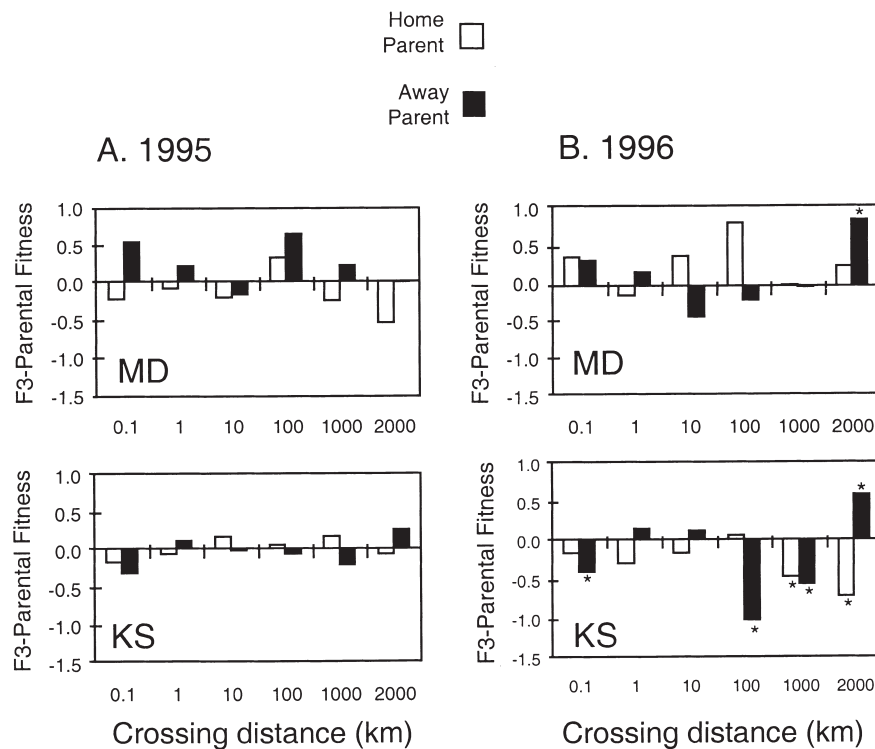 Home
Parent
Away
Parent
A. 1995
B. 1996
F3-Parental Fitness
1.0
0.5
0.0
-0.5
-1.0
-1.5
MD
0.1 1 10 100 1000 2000
F3-Parental Fitness
1.0
0.5
0.0
-0.5
-1.0
-1.5
*
MD
0.1 1 10 100 1000 2000
F3-Parental Fitness
1.0
0.5
0.0
-0.5
-1.0
-1.5
KS
0.1 1 10 100 1000 2000
Crossing distance (km)
F3-Parental Fitness
1.0
0.5
0.0
-0.5
-1.0
-1.5
*
*
* *
*
*
KS
0.1 1 10 100 1000 2000
Crossing distance (km)